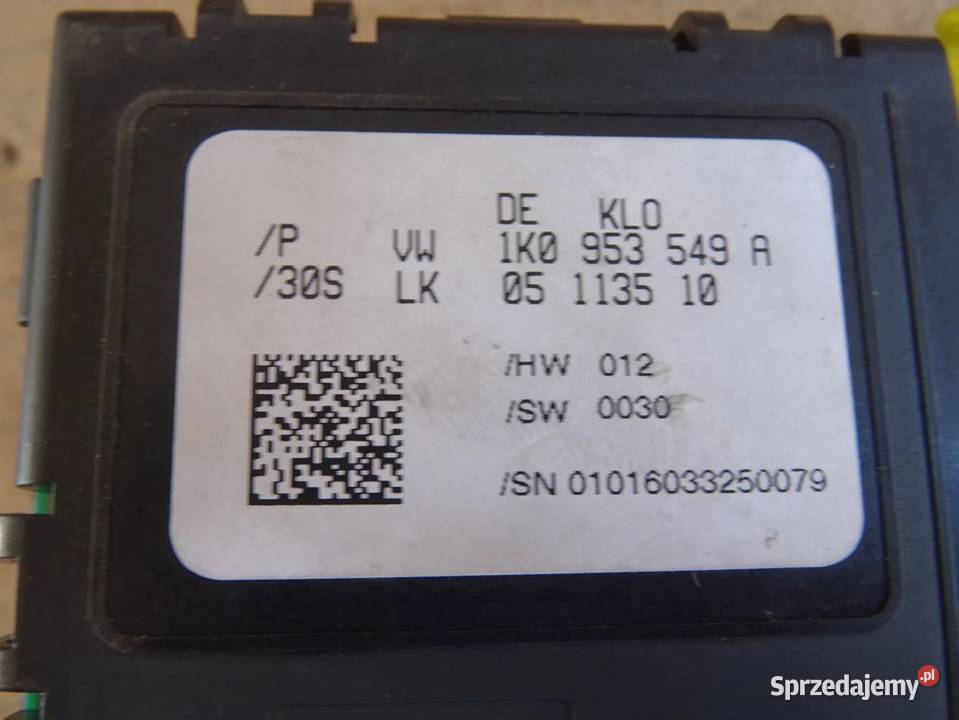 DE KLO
/P VW 1K0 953 549 A
/30S LK 05 1135 10
/HW 012
/SW 0030
/SN 01016033250079
Sprzedajemy.pl